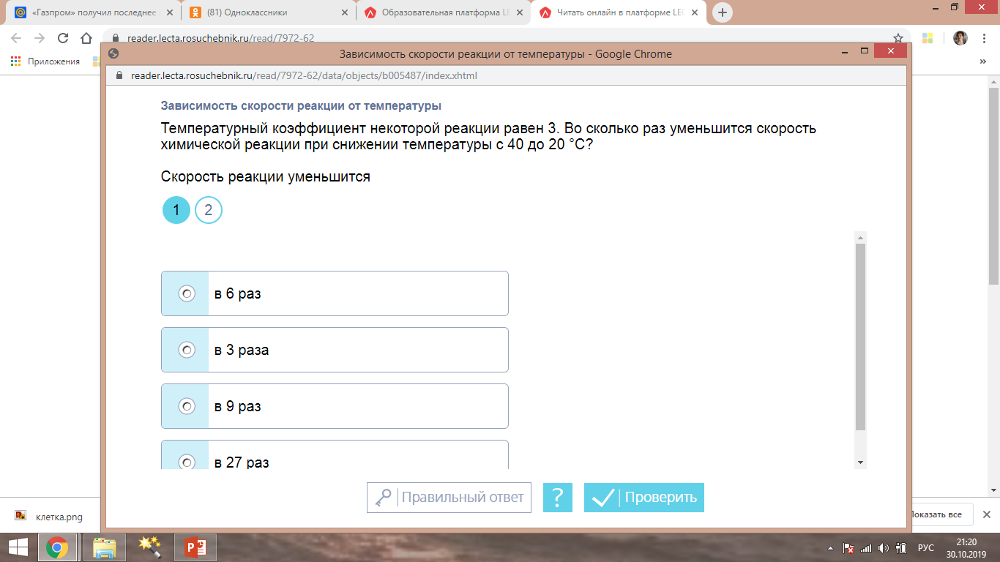 «Газпром» получил последнее
(81) Одноклассники
Образовательная платформа LE
Читать онлайн в платформе LEC
reader.lecta.rosuchebnik.ru/read/7972-62
Приложения
»
Зависимость скорости реакции от температуры - Google Chrome
reader.lecta.rosuchebnik.ru/read/7972-62/data/objects/b005487/index.xhtml
Зависимость скорости реакции от температуры
Температурный коэффициент некоторой реакции равен 3. Во сколько раз уменьшится скорость
химической реакции при снижении температуры с 40 до 20 °С?
Скорость реакции уменьшится
1 2
в 6 раз
в 3 раза
в 9 раз
в 27 раз
Правильный ответ
?
Проверить
клетка.png
Показать все
РУС
21:20
30.10.2019